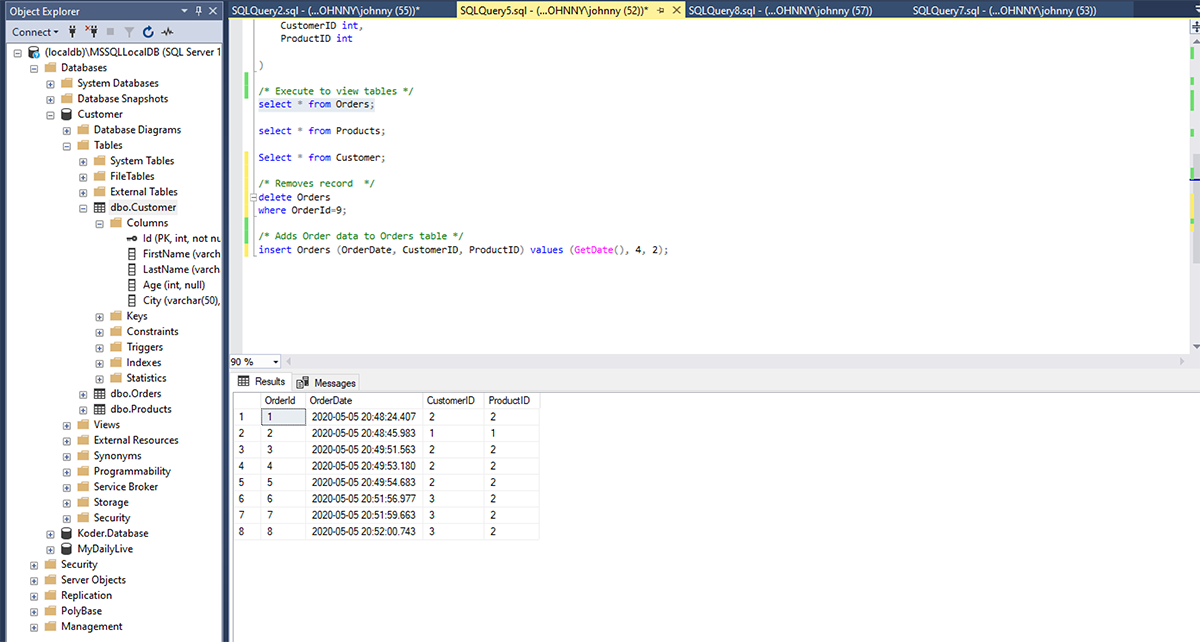 Object Explorer
Connect
(localdb)\MSSQLLocalDB (SQL Server 1
Databases
System Databases
Database Snapshots
Customer
Database Diagrams
Tables
System Tables
FileTables
External Tables
dbo.Customer
Columns
Id (PK, int, not nu
FirstName (varch
LastName (varch
Age (int, null)
City (varchar(50),
Keys
Constraints
Triggers
Indexes
Statistics
dbo.Orders
dbo.Products
Views
External Resources
Synonyms
Programmability
Service Broker
Storage
Security
Koder.Database
MyDailyLive
Security
Server Objects
Replication
PolyBase
Management
SQLQuery2.sql - (...OHNNY\johnny (55))* SQLQuery5.sql - (...OHNNY\johnny (52))* SQLQuery8.sql - (...OHNNY\johnny (57)) SQLQuery7.sql - (...OHNNY\johnny (53))
CustomerID int,
ProductID int
)
/* Execute to view tables */
select * from Orders;
select * from Products;
Select * from Customer;
/* Removes record  */
delete Orders
where OrderId=9;
/* Adds Order data to Orders table */
insert Orders (OrderDate, CustomerID, ProductID) values (GetDate(), 4, 2);
90 %
Results Messages
OrderId OrderDate CustomerID ProductID
1 1 2020-05-05 20:48:24.407 2 2
2 2 2020-05-05 20:48:45.983 1 1
3 3 2020-05-05 20:49:51.563 2 2
4 4 2020-05-05 20:49:53.180 2 2
5 5 2020-05-05 20:49:54.683 2 2
6 6 2020-05-05 20:51:56.977 3 2
7 7 2020-05-05 20:51:59.663 3 2
8 8 2020-05-05 20:52:00.743 3 2